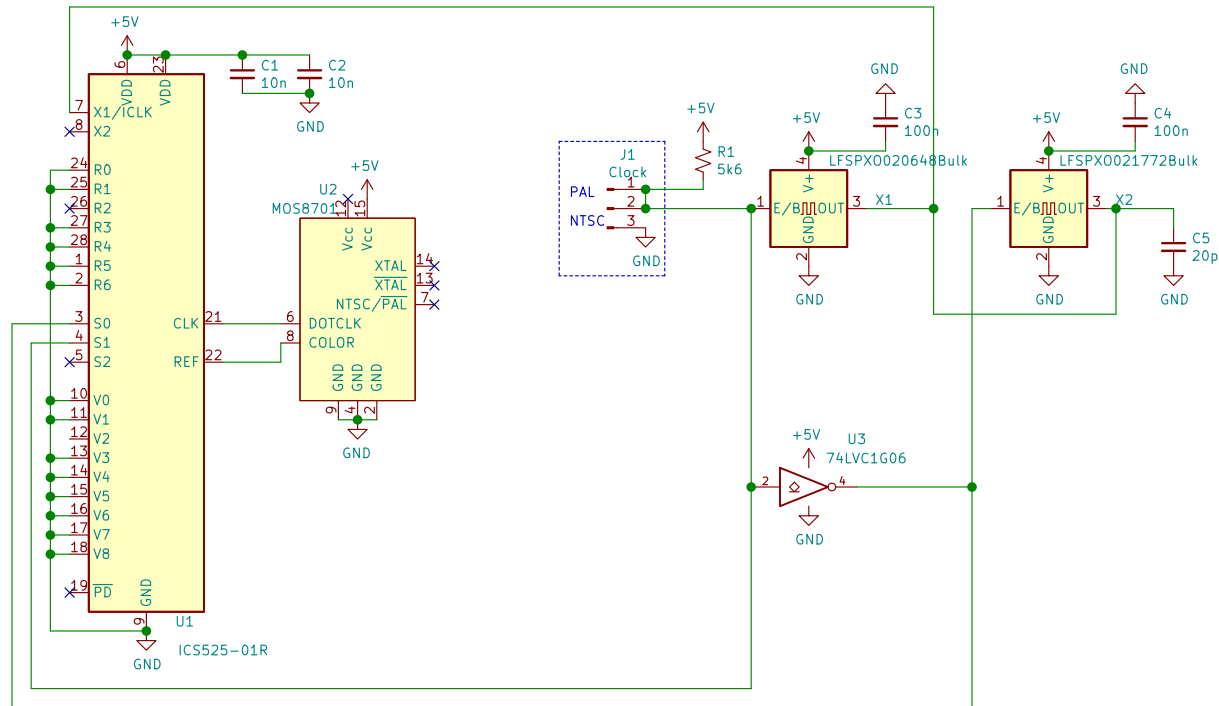 +5V
6
VDD
23
VDD
C1
10n
C2
10n
GND
7
X1/ICLK
8
X2
24
R0
25
R1
26
R2
27
R3
28
R4
1
R5
2
R6
3
S0
4
S1
5
S2
10
V0
11
V1
12
V2
13
V3
14
V4
15
V5
16
V6
17
V7
18
V8
19
PD
CLK
21
REF
22
GND
9
U1
ICS525-01R
GND
U2
MOS8701
+5V
12
Vcc
15
Vcc
XTAL
14
XTAL
13
NTSC/PAL
7
6
DOTCLK
8
COLOR
GND
GND
GND
9
4
2
GND
J1
Clock
PAL
1
2
NTSC
3
GND
+5V
R1
5k6
+5V
4
V+
GND
C3
100n
LFSPXO020648Bulk
1
E/B
OUT
3
X1
GND
2
GND
+5V
4
V+
GND
C4
100n
LFSPXO021772Bulk
1
E/B
OUT
3
X2
GND
2
GND
C5
20p
GND
+5V
U3
74LVC1G06
2
4
GND